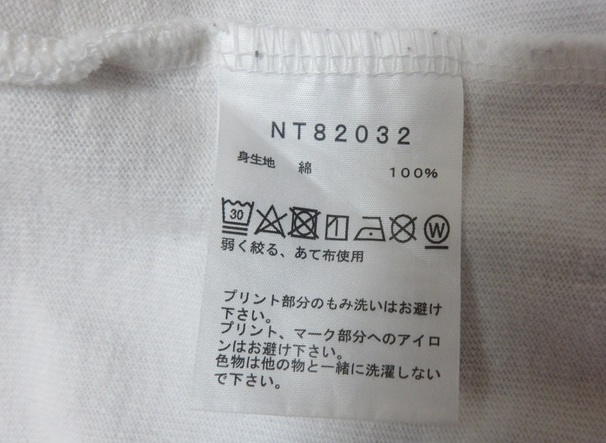 NT82032
身生地 綿 100%
30 W
弱く絞る、あて布使用
プリント部分のもみ洗いはお避け
下さい。
プリント、マーク部分へのアイロ
ンはお避け下さい。
色物は他の物と一緒に洗濯しない
で下さい。